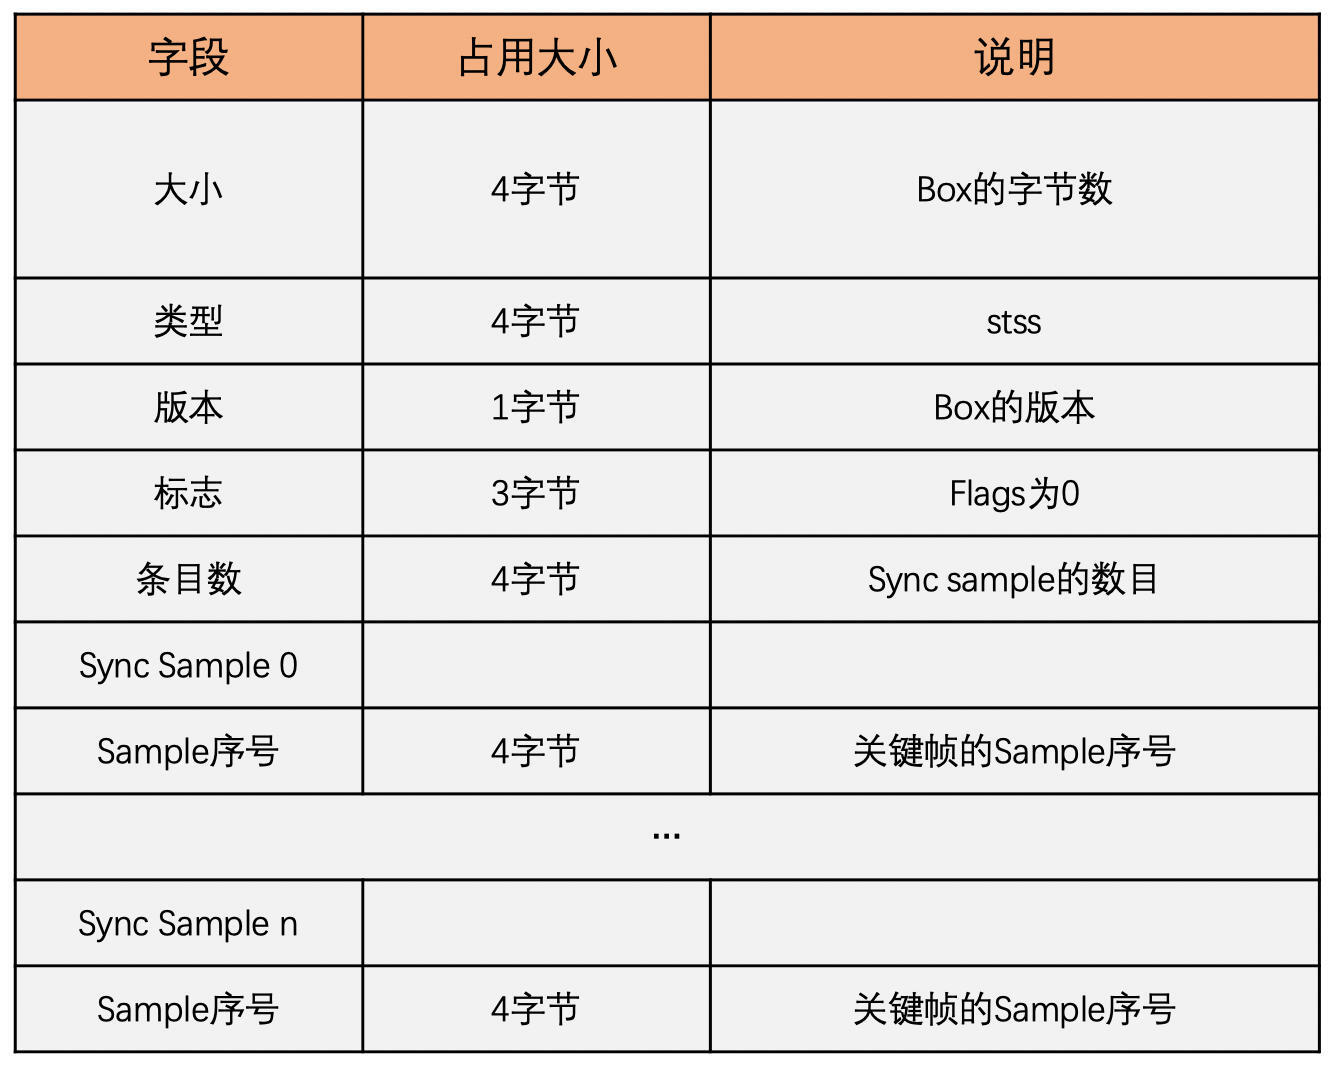 字段 占用大小 说明
大小 4字节 Box的字节数
类型 4字节 stss
版本 1字节 Box的版本
标志 3字节 Flags为0
条目数 4字节 Sync sample的数目
Sync Sample 0
Sample序号 4字节 关键帧的Sample序号
...
Sync Sample n
Sample序号 4字节 关键帧的Sample序号